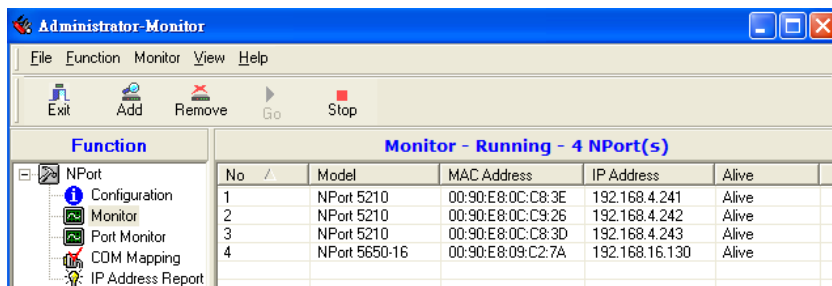 Administrator-Monitor
File Function Monitor View Help
Exit Add Remove Go Stop
Function
Monitor - Running - 4 NPort(s)
NPort
Configuration
Monitor
Port Monitor
COM Mapping
IP Address Report
No Model MAC Address IP Address Alive
1 NPort 5210 00:90:E8:0C:C8:3E 192.168.4.241 Alive
2 NPort 5210 00:90:E8:0C:C9:26 192.168.4.242 Alive
3 NPort 5210 00:90:E8:0C:C8:3D 192.168.4.243 Alive
4 NPort 5650-16 00:90:E8:09:C2:7A 192.168.16.130 Alive